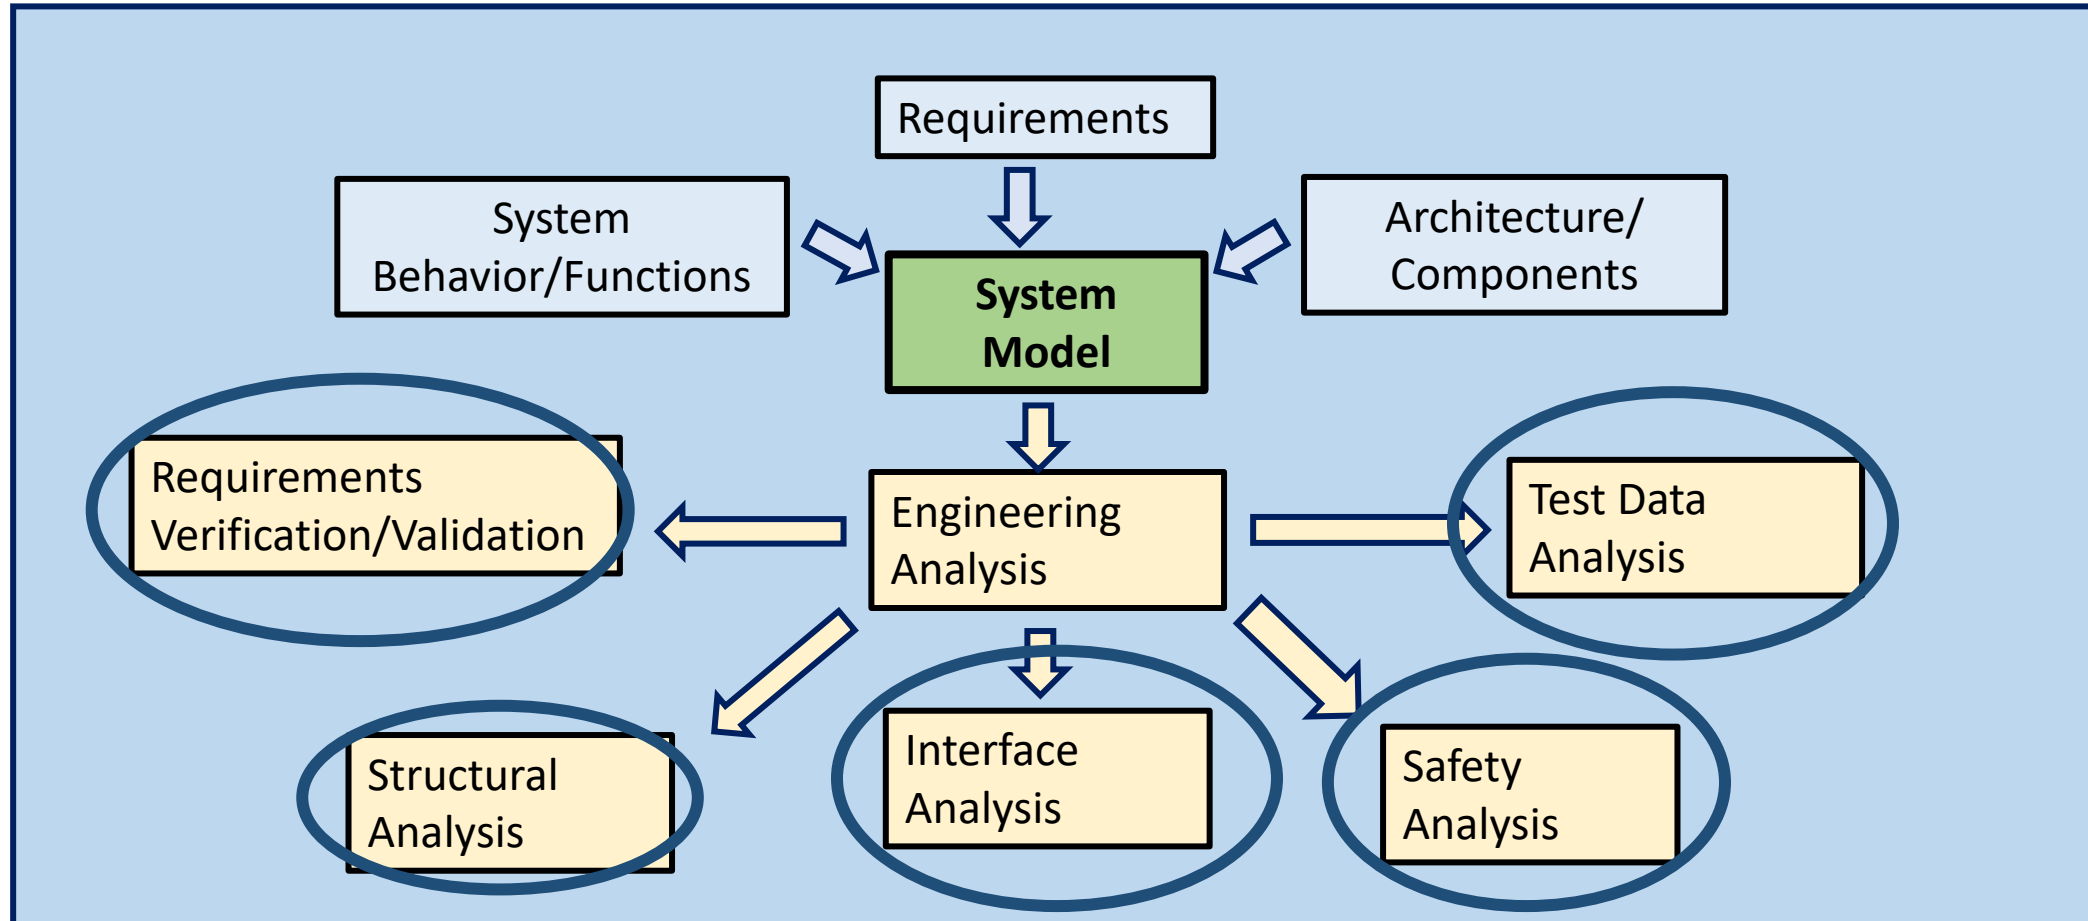 Requirements
System
Behavior/Functions
Architecture/
Components
System
Model
Requirements
Verification/Validation
Engineering
Analysis
Test Data
Analysis
Structural
Analysis
Interface
Analysis
Safety
Analysis